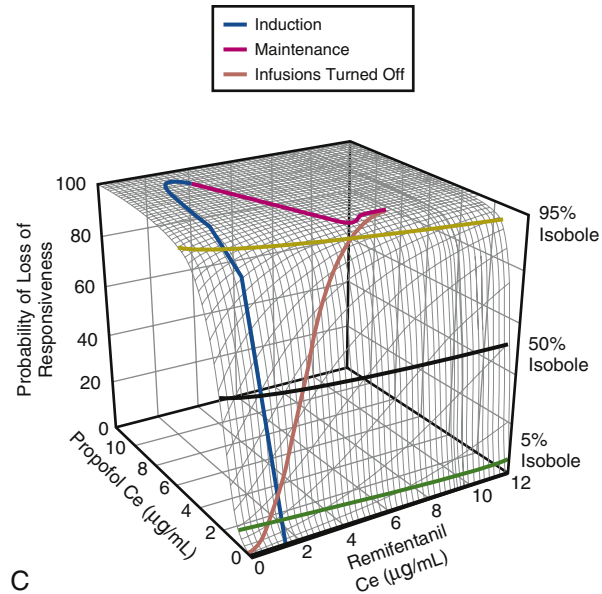 Induction
Maintenance
Infusions Turned Off
100
80
60
40
20
0
Probability of Loss of
Responsiveness
95%
Isobole
50%
Isobole
5%
Isobole
10
8
6
4
2
0
Propofol Ce (μg/mL)
0
2
4
6
8
10
12
Remifentanil
Ce (μg/mL)
C